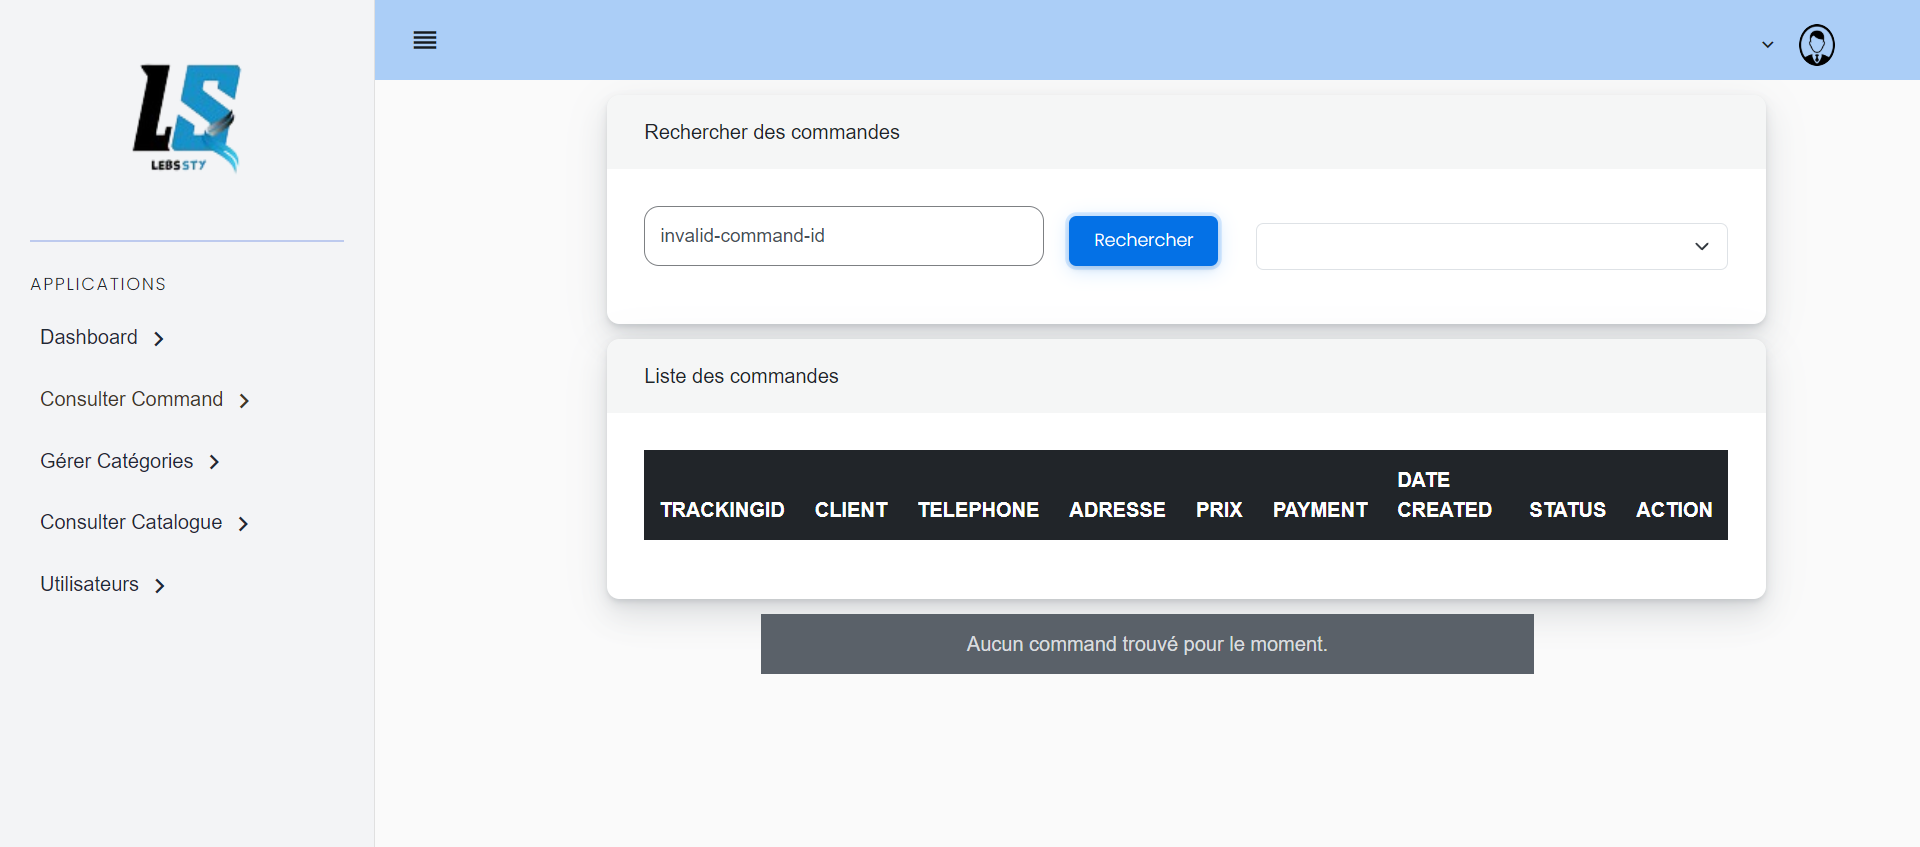 LS
LEBSSTY
APPLICATIONS
Dashboard
Consulter Command
Gérer Catégories
Consulter Catalogue
Utilisateurs
Rechercher des commandes
invalid-command-id
Rechercher
Liste des commandes
TRACKINGID CLIENT TELEPHONE ADRESSE PRIX PAYMENT DATE CREATED STATUS ACTION
Aucun command trouvé pour le moment.